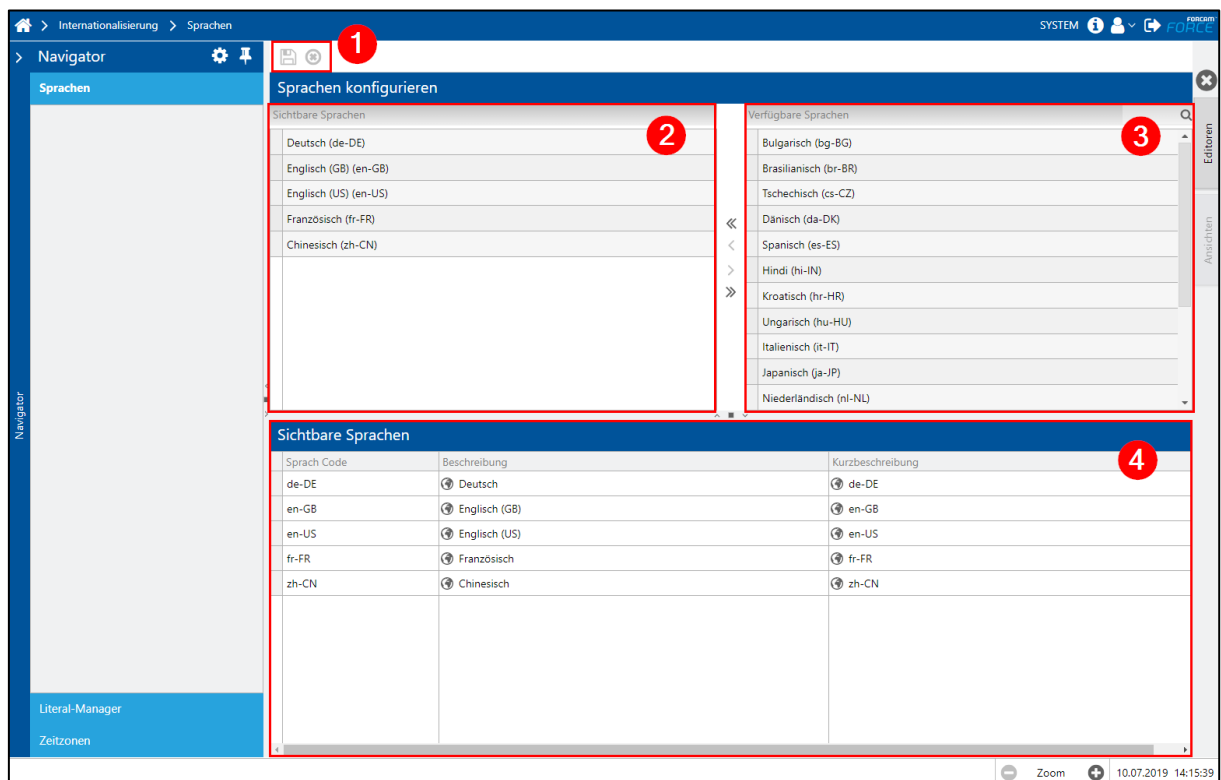 Internationalisierung > Sprachen
SYSTEM
FORCAM
FORCE
> Navigator
1
Sprachen
Sprachen konfigurieren
Sichtbare Sprachen
2
Deutsch (de-DE)
Englisch (GB) (en-GB)
Englisch (US) (en-US)
Französisch (fr-FR)
Chinesisch (zh-CN)
Verfügbare Sprachen
3
Bulgarisch (bg-BG)
Brasilianisch (br-BR)
Tschechisch (cs-CZ)
Dänisch (da-DK)
Spanisch (es-ES)
Hindi (hi-IN)
Kroatisch (hr-HR)
Ungarisch (hu-HU)
Italienisch (it-IT)
Japanisch (ja-JP)
Niederländisch (nl-NL)
Editoren
Ansichten
Navigator
Sichtbare Sprachen
4
Sprach Code Beschreibung Kurzbeschreibung
de-DE Deutsch de-DE
en-GB Englisch (GB) en-GB
en-US Englisch (US) en-US
fr-FR Französisch fr-FR
zh-CN Chinesisch zh-CN
Literal-Manager
Zeitzonen
Zoom 10.07.2019 14:15:39